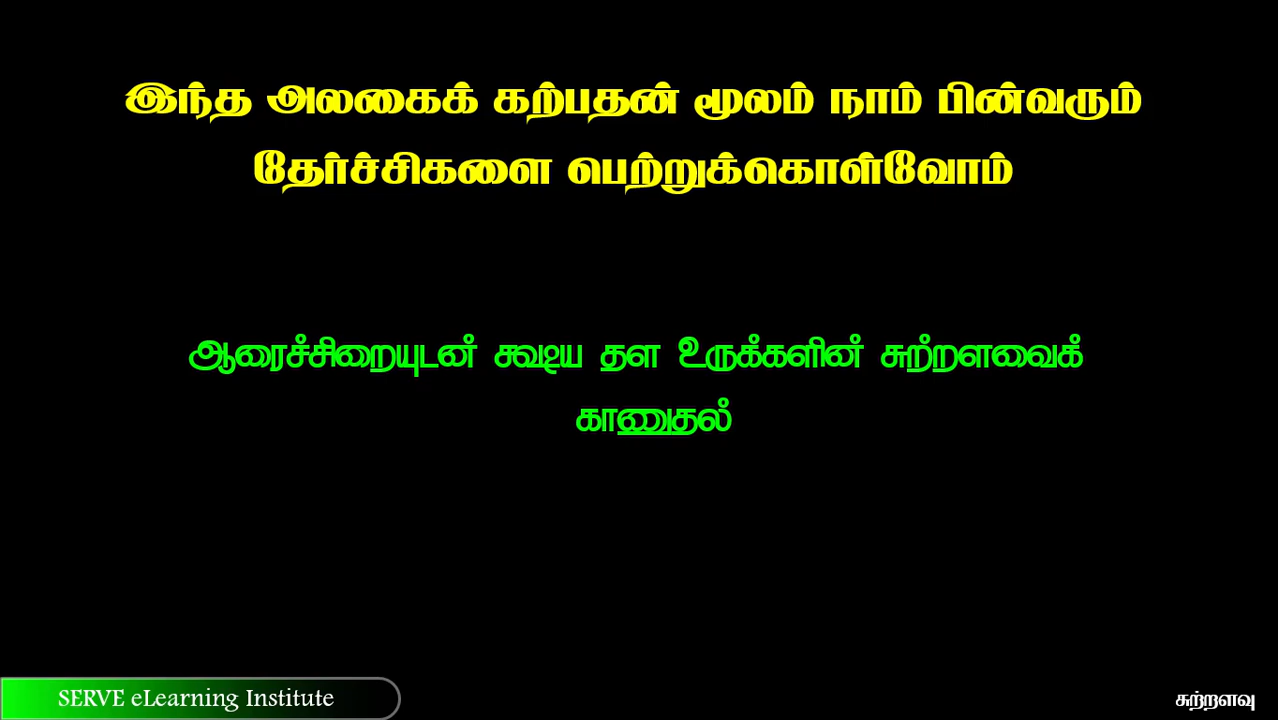 இந்த அலகைக் கற்பதன் மூலம் நாம் பின்வரும்
தேர்ச்சிகளை பெற்றுக்கொள்வோம்
ஆரைச்சிறையுடன் கூடிய தள உருக்களின் சுற்றளவைக்
காணுதல்
SERVE eLearning Institute
சுற்றளவு